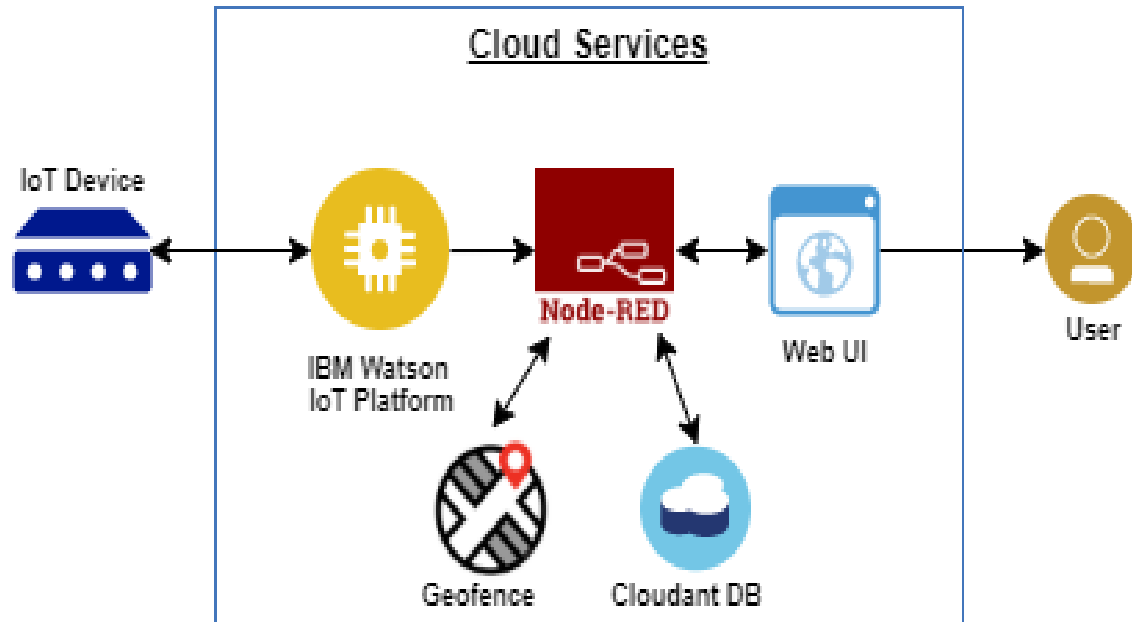 Cloud Services
IoT Device
Node-RED
IBM Watson
IoT Platform
Web UI
User
Geofence
Cloudant DB